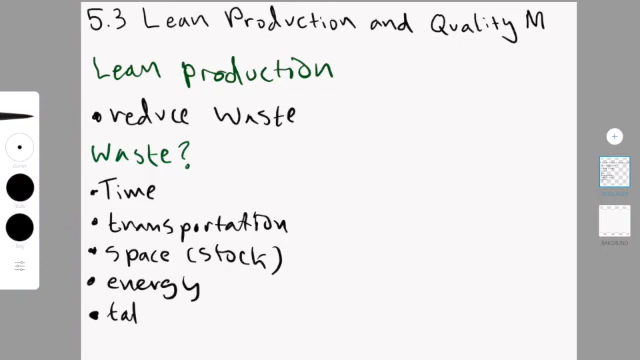 5.3 Lean Production and Quality M
Lean production
• reduce Waste
Waste?
• Time
• transportation
• space (stock)
• energy
• tal